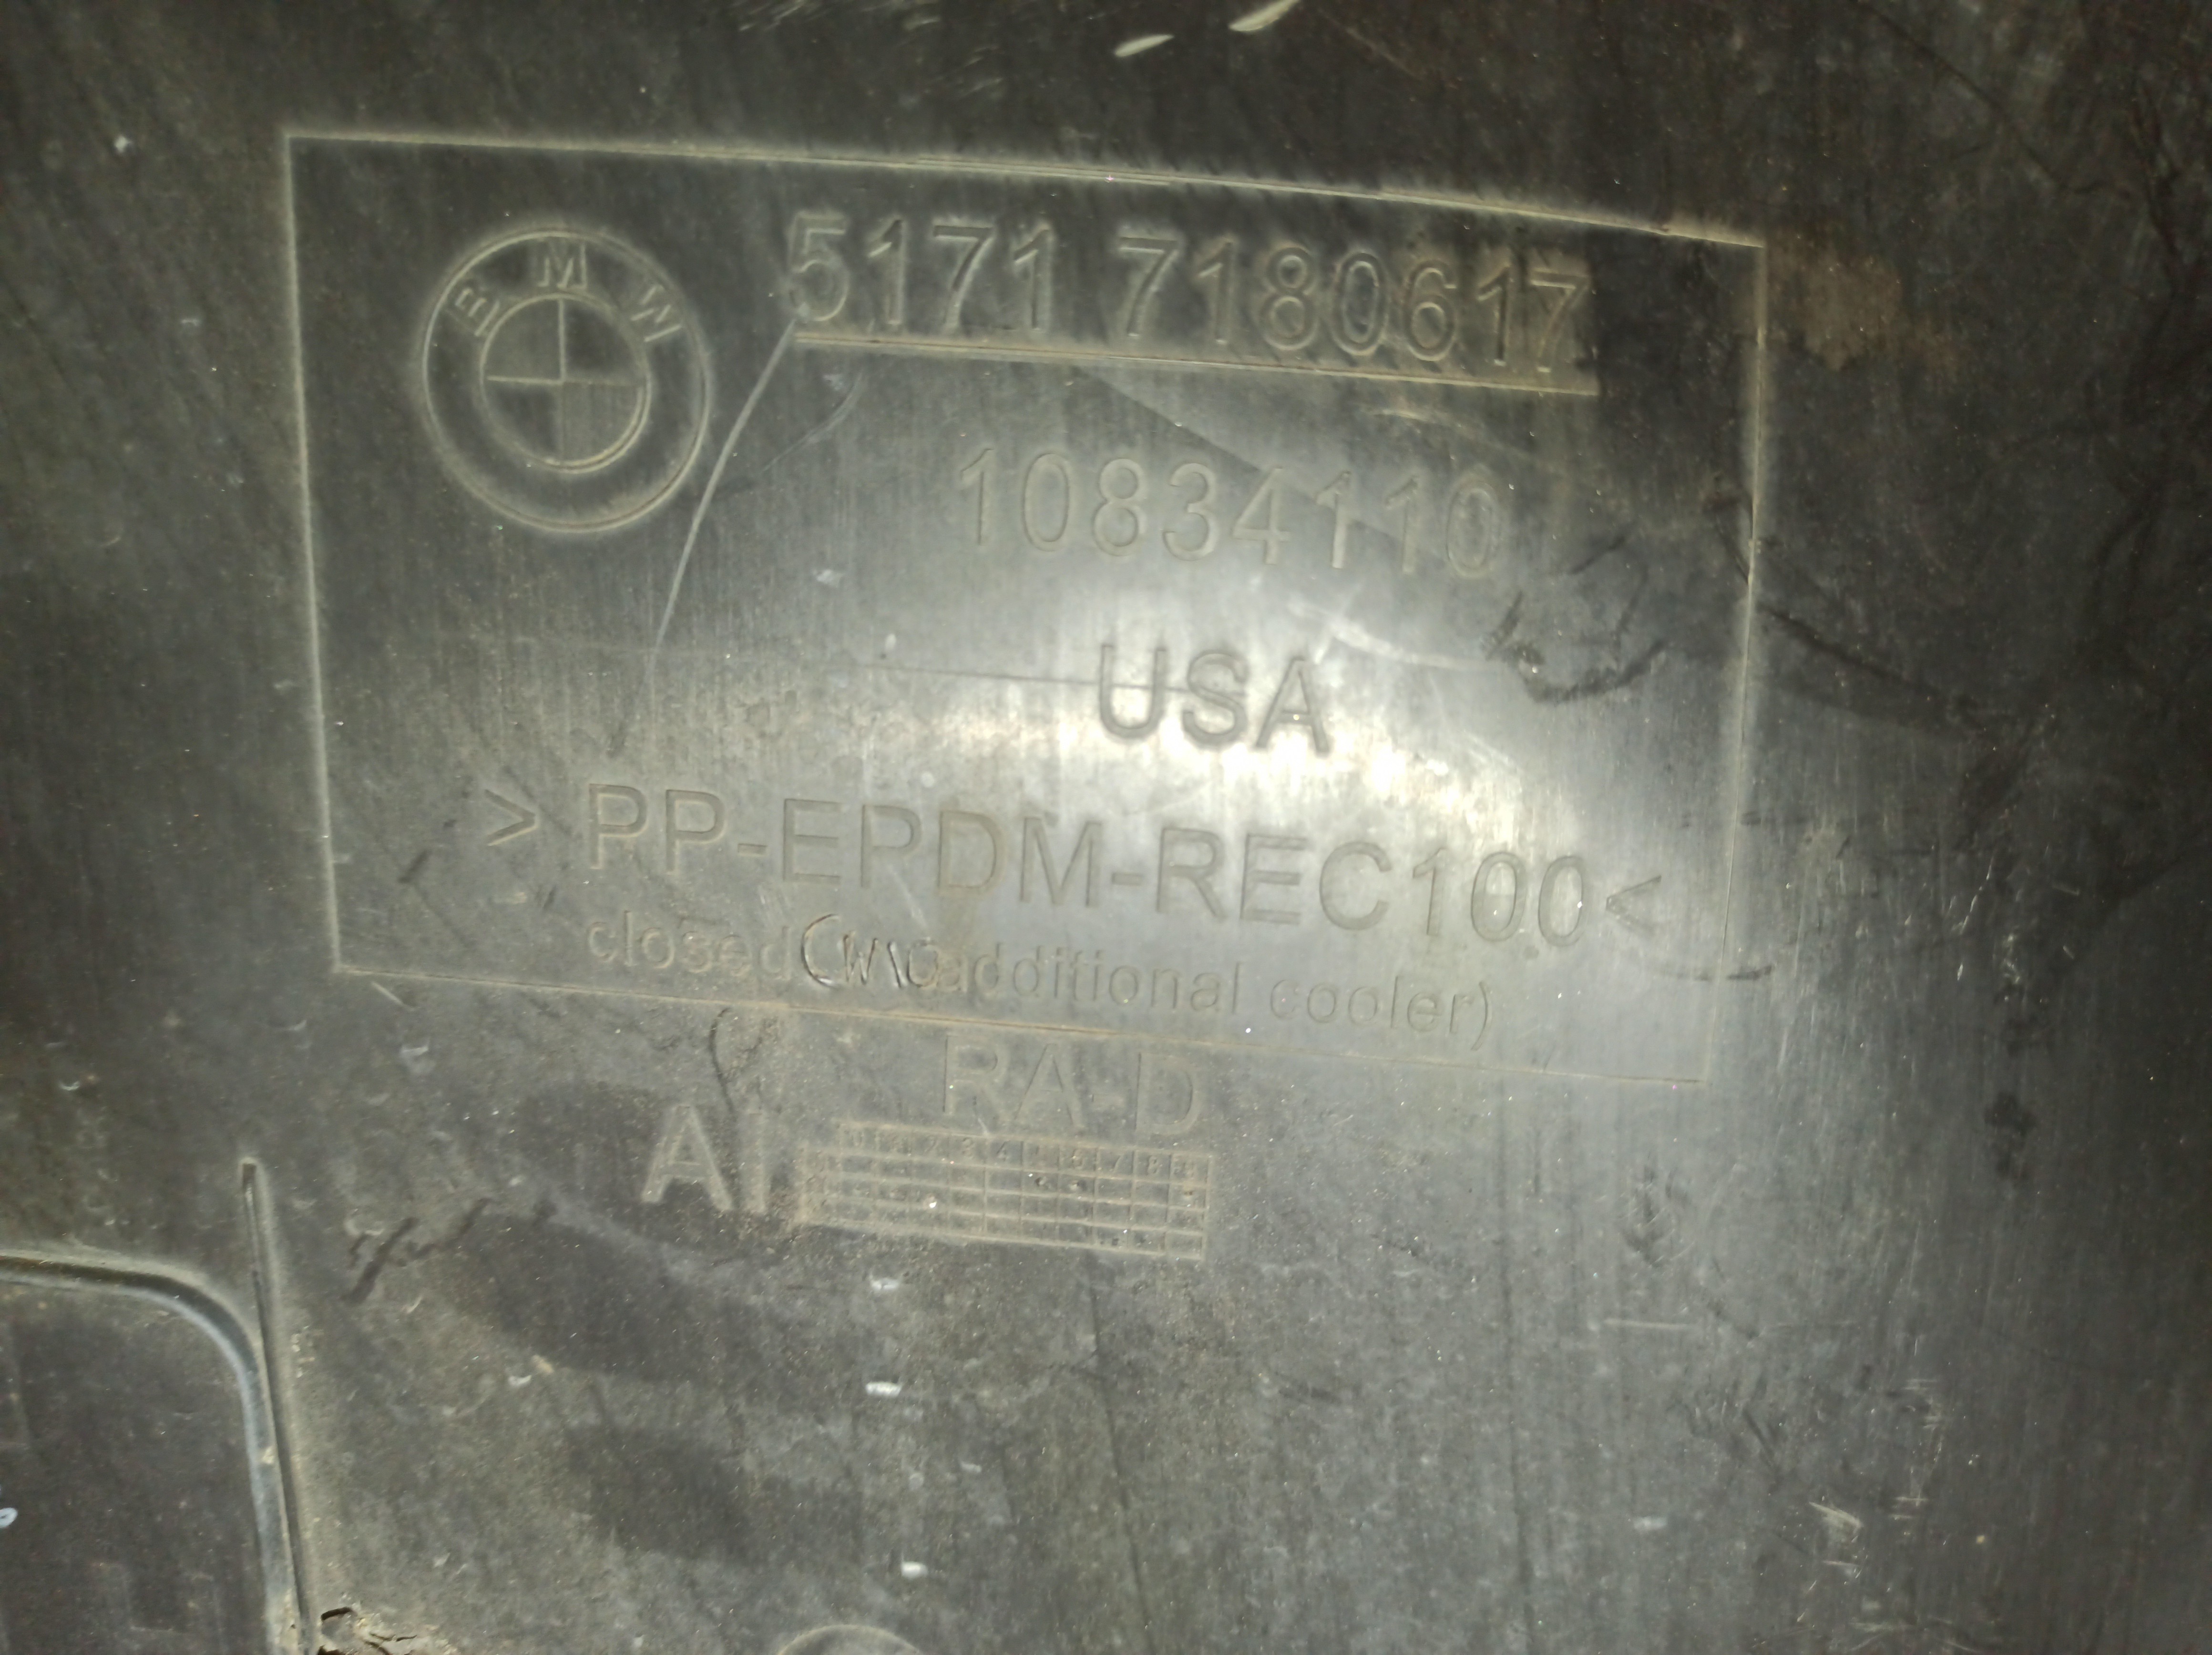 BMW
5171 7180617
10834110
USA
> PP-EPDM-REC100 <
closed (W\O additional cooler)
RA-D
AI